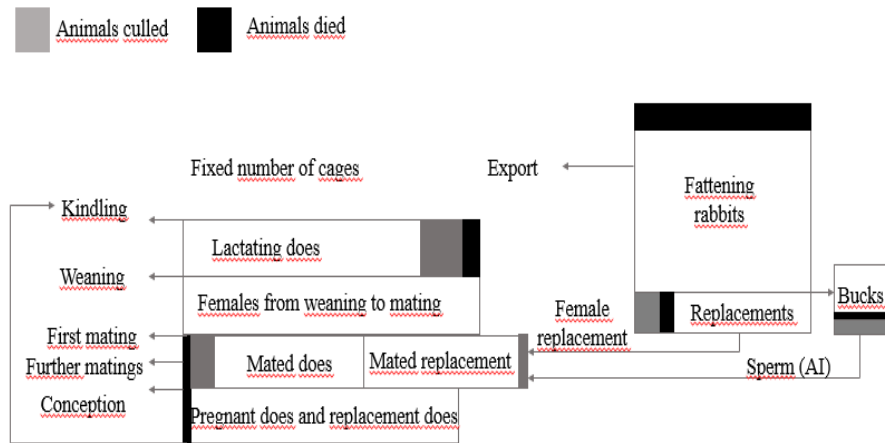 Animals culled
Animals died
Fixed number of cages
Export
Fattening
rabbits
Kindling
Lactating does
Weaning
Females from weaning to mating
Bucks
Replacements
Female
replacement
First mating
Further matings
Mated does
Mated replacement
Sperm (AI)
Conception
Pregnant does and replacement does